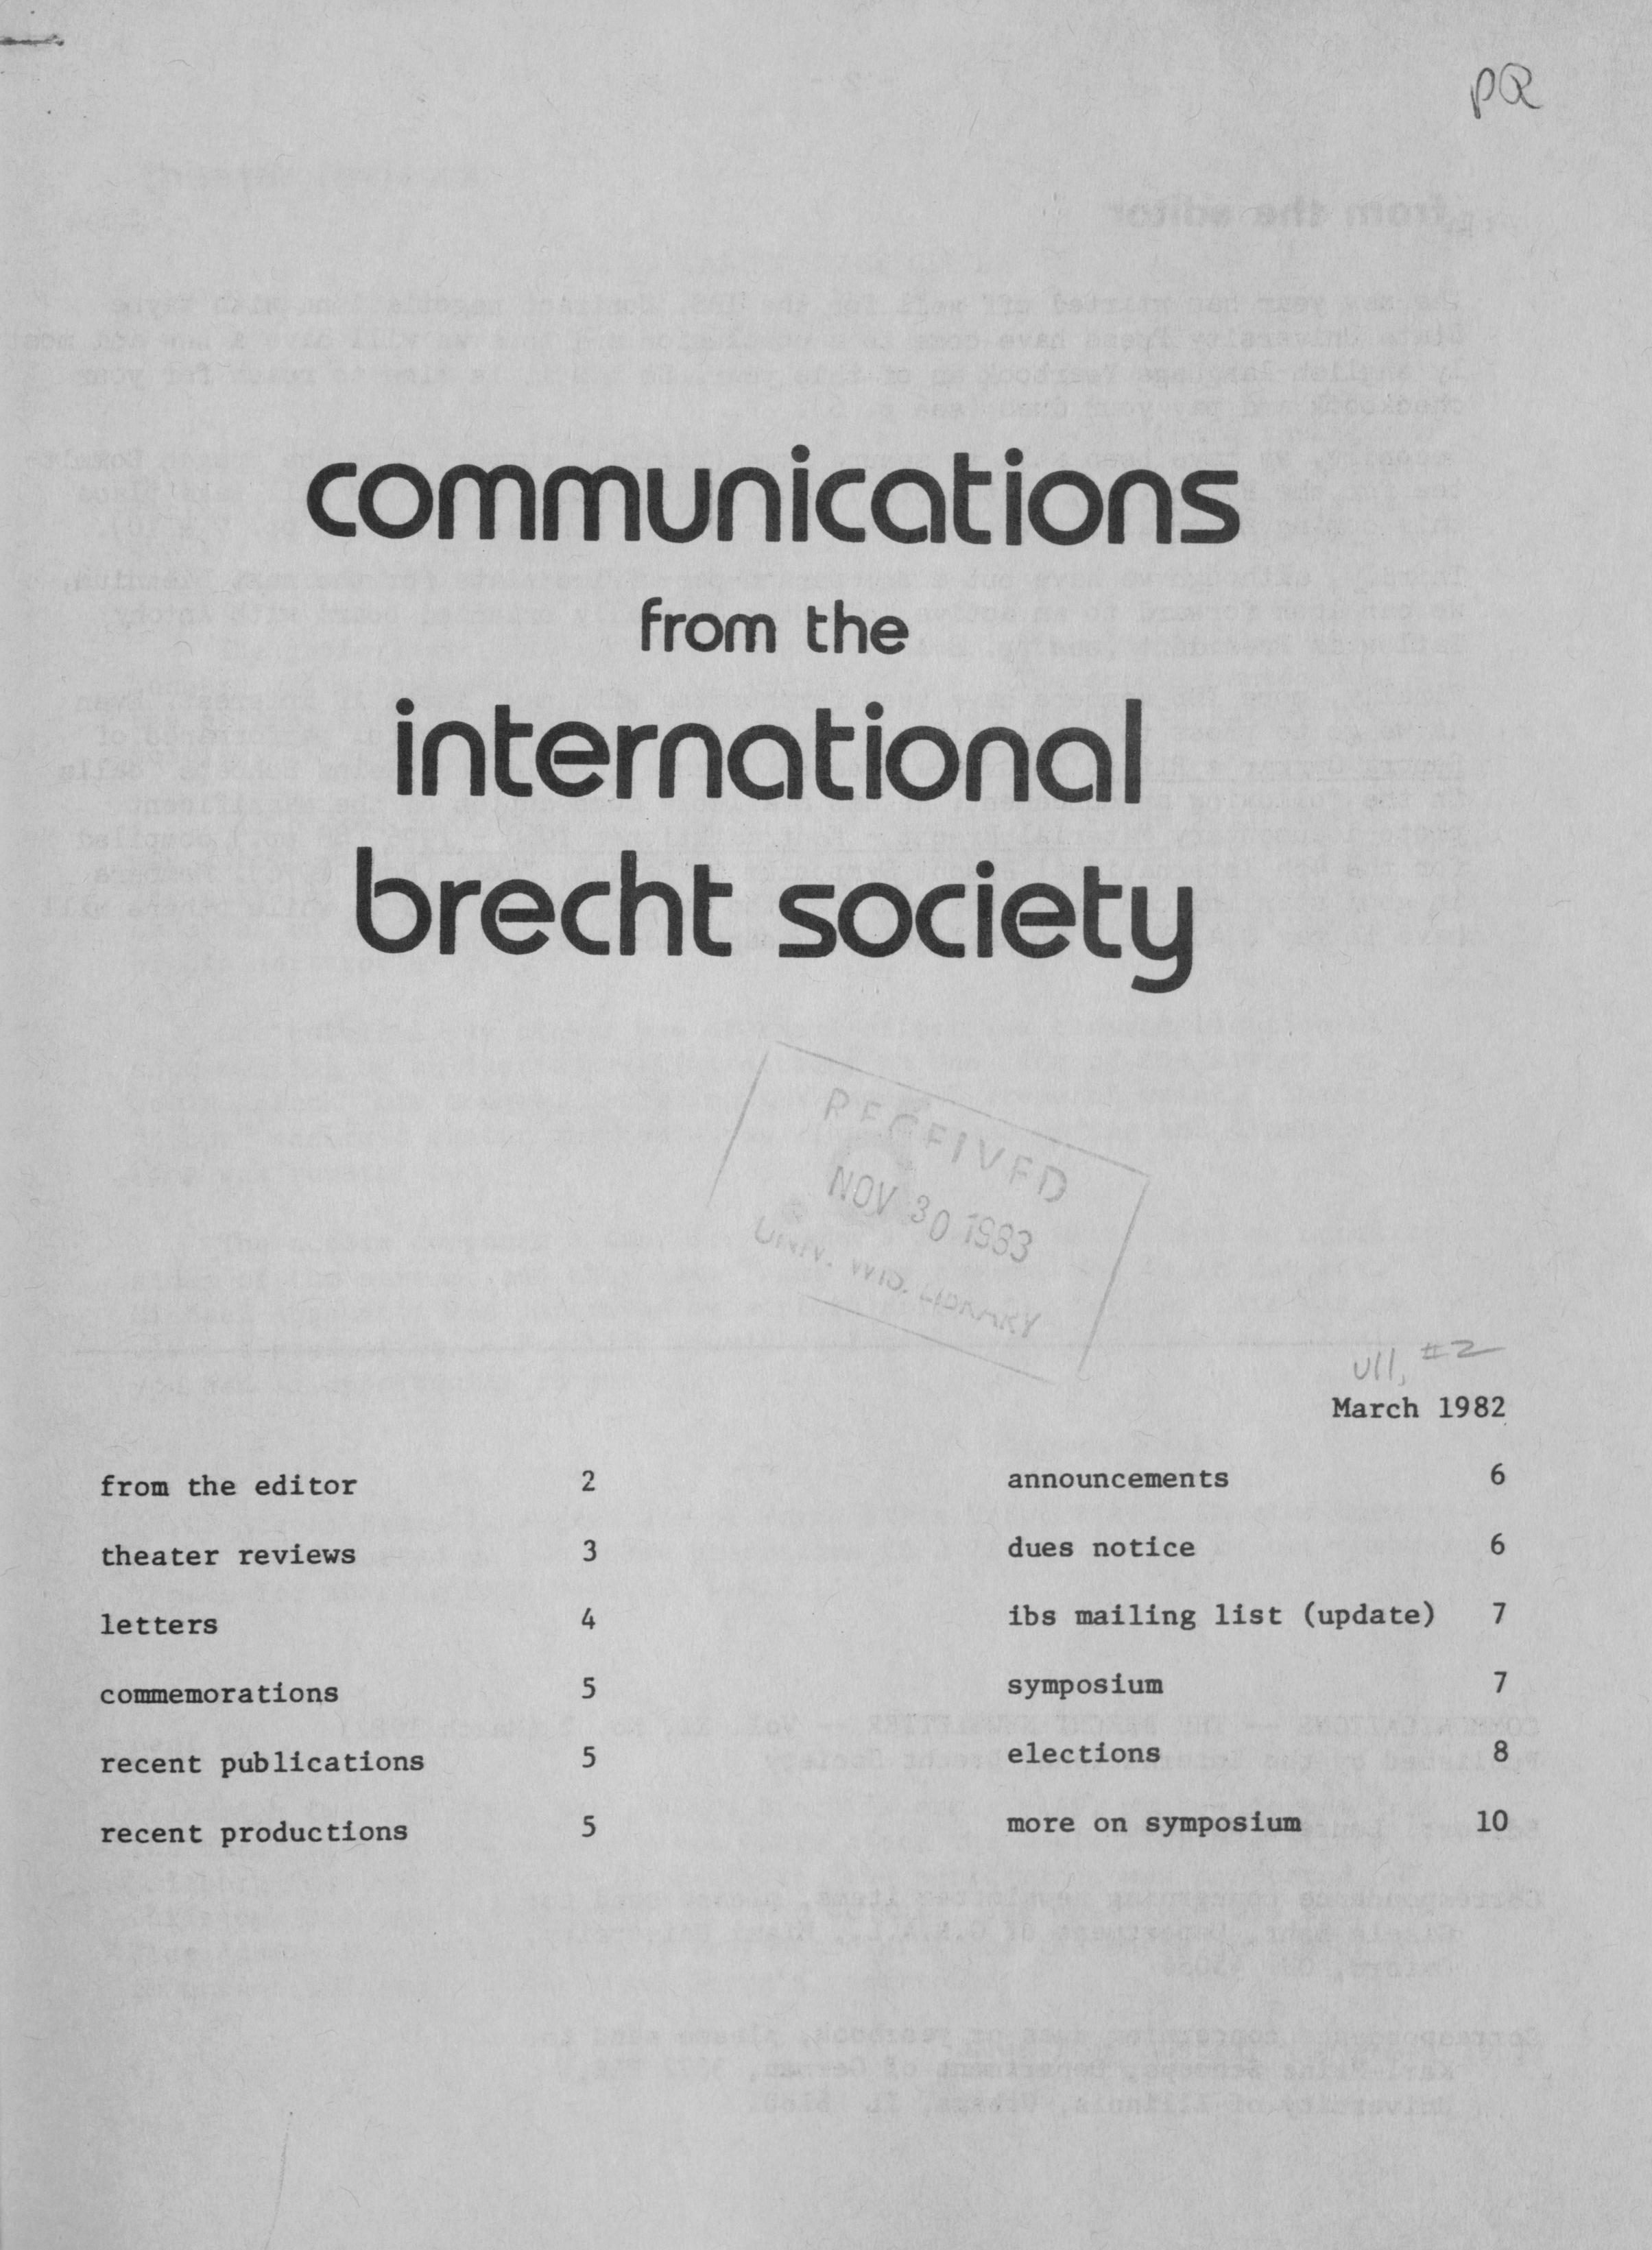 PQ
communications
from the
international
brecht society
RECEIVED
NOV 30 1983
UNIV. WIS. LIBRARY
VII, #2
March 1982
from the editor 2
theater reviews 3
letters 4
commemorations 5
recent publications 5
recent productions 5
announcements 6
dues notice 6
ibs mailing list (update) 7
symposium 7
elections 8
more on symposium 10